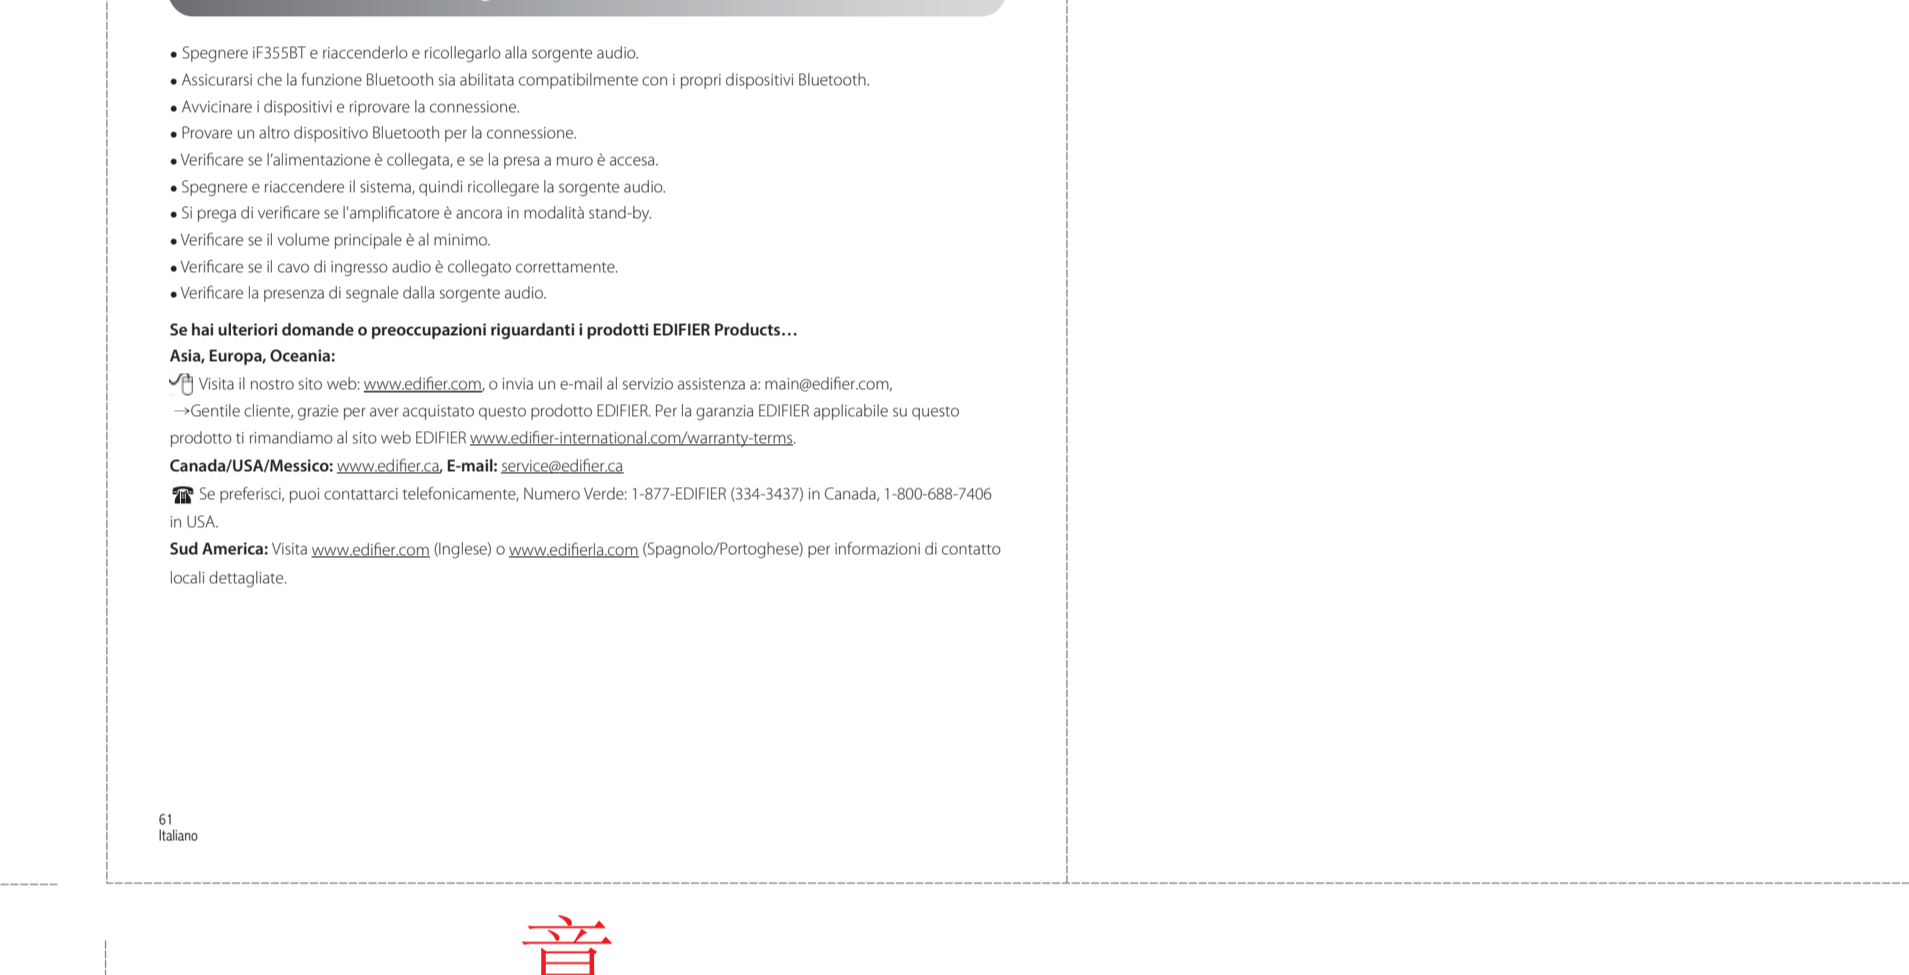 ● Spegnere iF355BT e riaccenderlo e ricollegarlo alla sorgente audio.
● Assicurarsi che la funzione Bluetooth sia abilitata compatibilmente con i propri dispositivi Bluetooth.
● Avvicinare i dispositivi e riprovare la connessione.
● Provare un altro dispositivo Bluetooth per la connessione.
● Verificare se l’alimentazione è collegata, e se la presa a muro è accesa.
● Spegnere e riaccendere il sistema, quindi ricollegare la sorgente audio.
● Si prega di verificare se l'amplificatore è ancora in modalità stand-by.
● Verificare se il volume principale è al minimo.
● Verificare se il cavo di ingresso audio è collegato correttamente.
● Verificare la presenza di segnale dalla sorgente audio.
Se hai ulteriori domande o preoccupazioni riguardanti i prodotti EDIFIER Products…
Asia, Europa, Oceania:
Visita il nostro sito web: www.edifier.com, o invia un e-mail al servizio assistenza a: main@edifier.com,
→Gentile cliente, grazie per aver acquistato questo prodotto EDIFIER. Per la garanzia EDIFIER applicabile su questo
prodotto ti rimandiamo al sito web EDIFIER www.edifier-international.com/warranty-terms.
Canada/USA/Messico: www.edifier.ca, E-mail: service@edifier.ca
Se preferisci, puoi contattarci telefonicamente, Numero Verde: 1-877-EDIFIER (334-3437) in Canada, 1-800-688-7406
in USA.
Sud America: Visita www.edifier.com (Inglese) o www.edifierla.com (Spagnolo/Portoghese) per informazioni di contatto
locali dettagliate.
61
Italiano